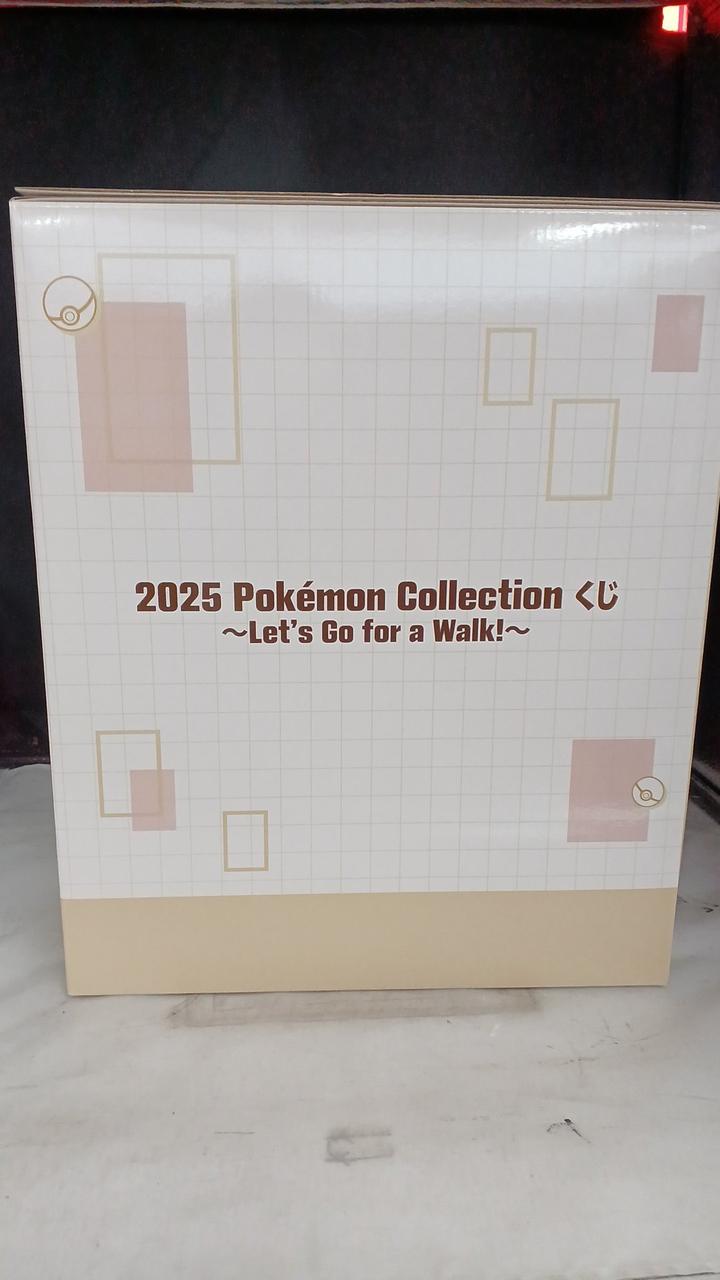 2025 Pokémon Collection くじ
～Let's Go for a Walk!～